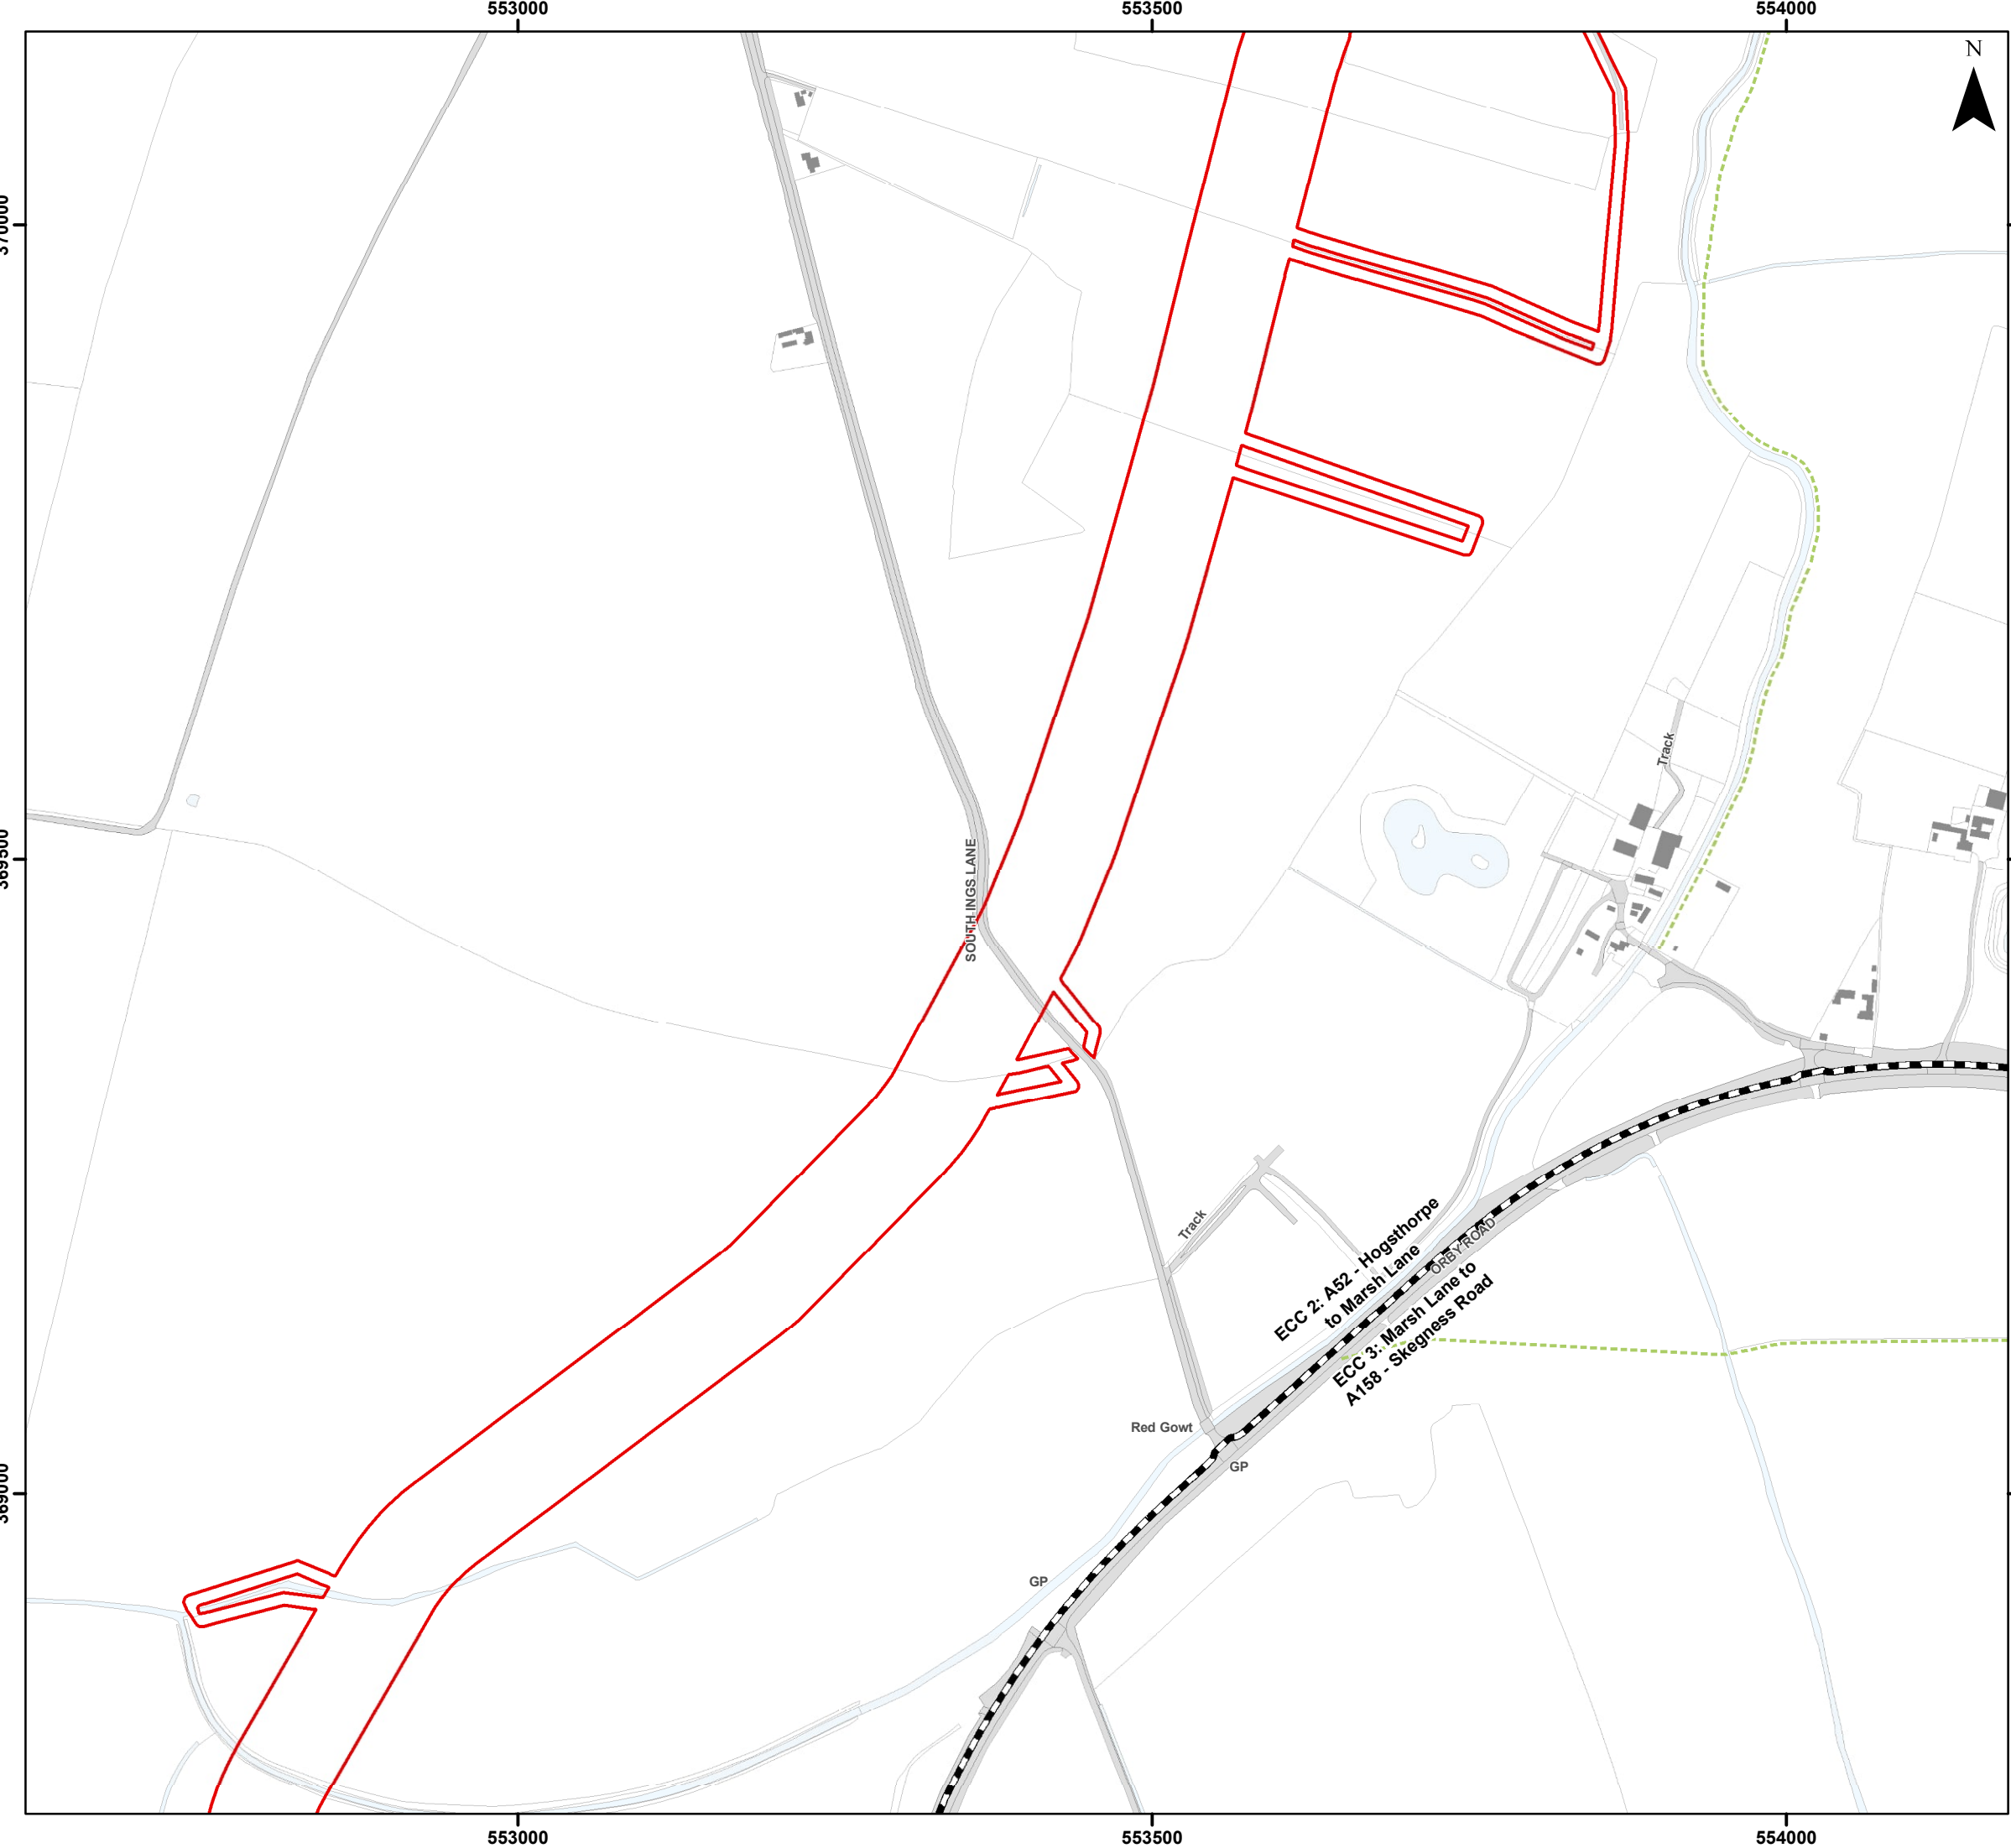 553000
553500
554000
N
370000
Track
SOUTH INGS LANE
369500
Track
ECC 2: A52 - Hogsthorpe
to Marsh Lane
ORBY ROAD
ECC 3: Marsh Lane to
A158 - Skegness Road
Red Gowt
GP
369000
GP
553000
553500
554000